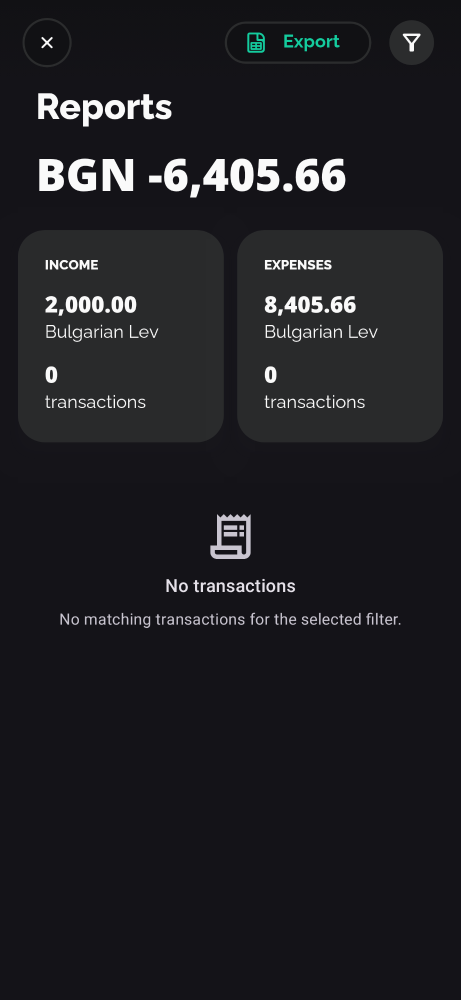 Export
Reports
BGN -6,405.66
INCOME
2,000.00
Bulgarian Lev
0
transactions
EXPENSES
8,405.66
Bulgarian Lev
0
transactions
No transactions
No matching transactions for the selected filter.